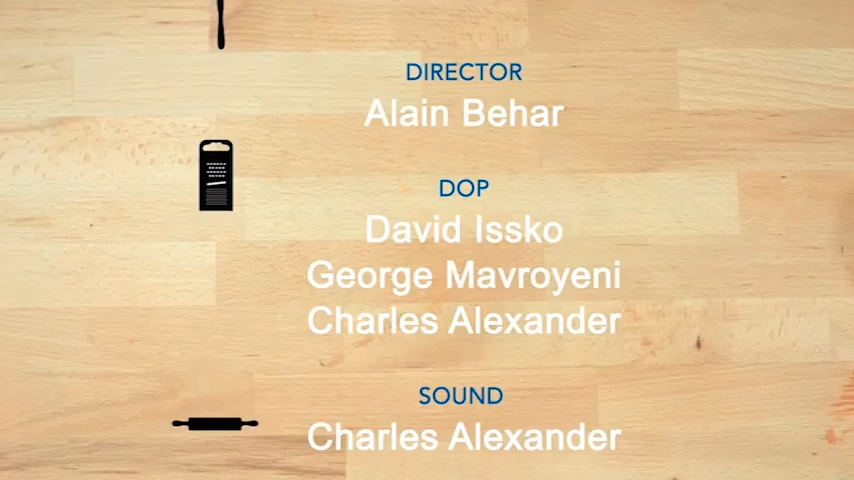 DIRECTOR
Alain Behar
DOP
David Issko
George Mavroyeni
Charles Alexander
SOUND
Charles Alexander